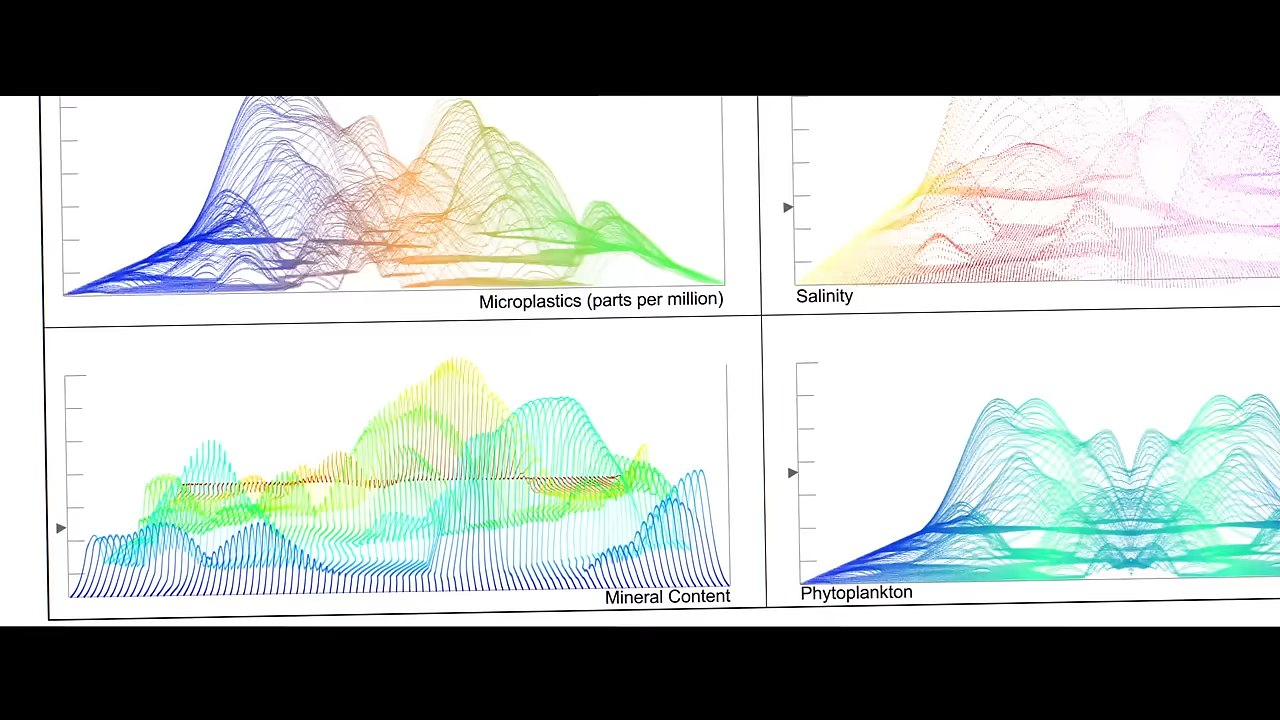 Microplastics (parts per million)
Salinity
Mineral Content
Phytoplankton